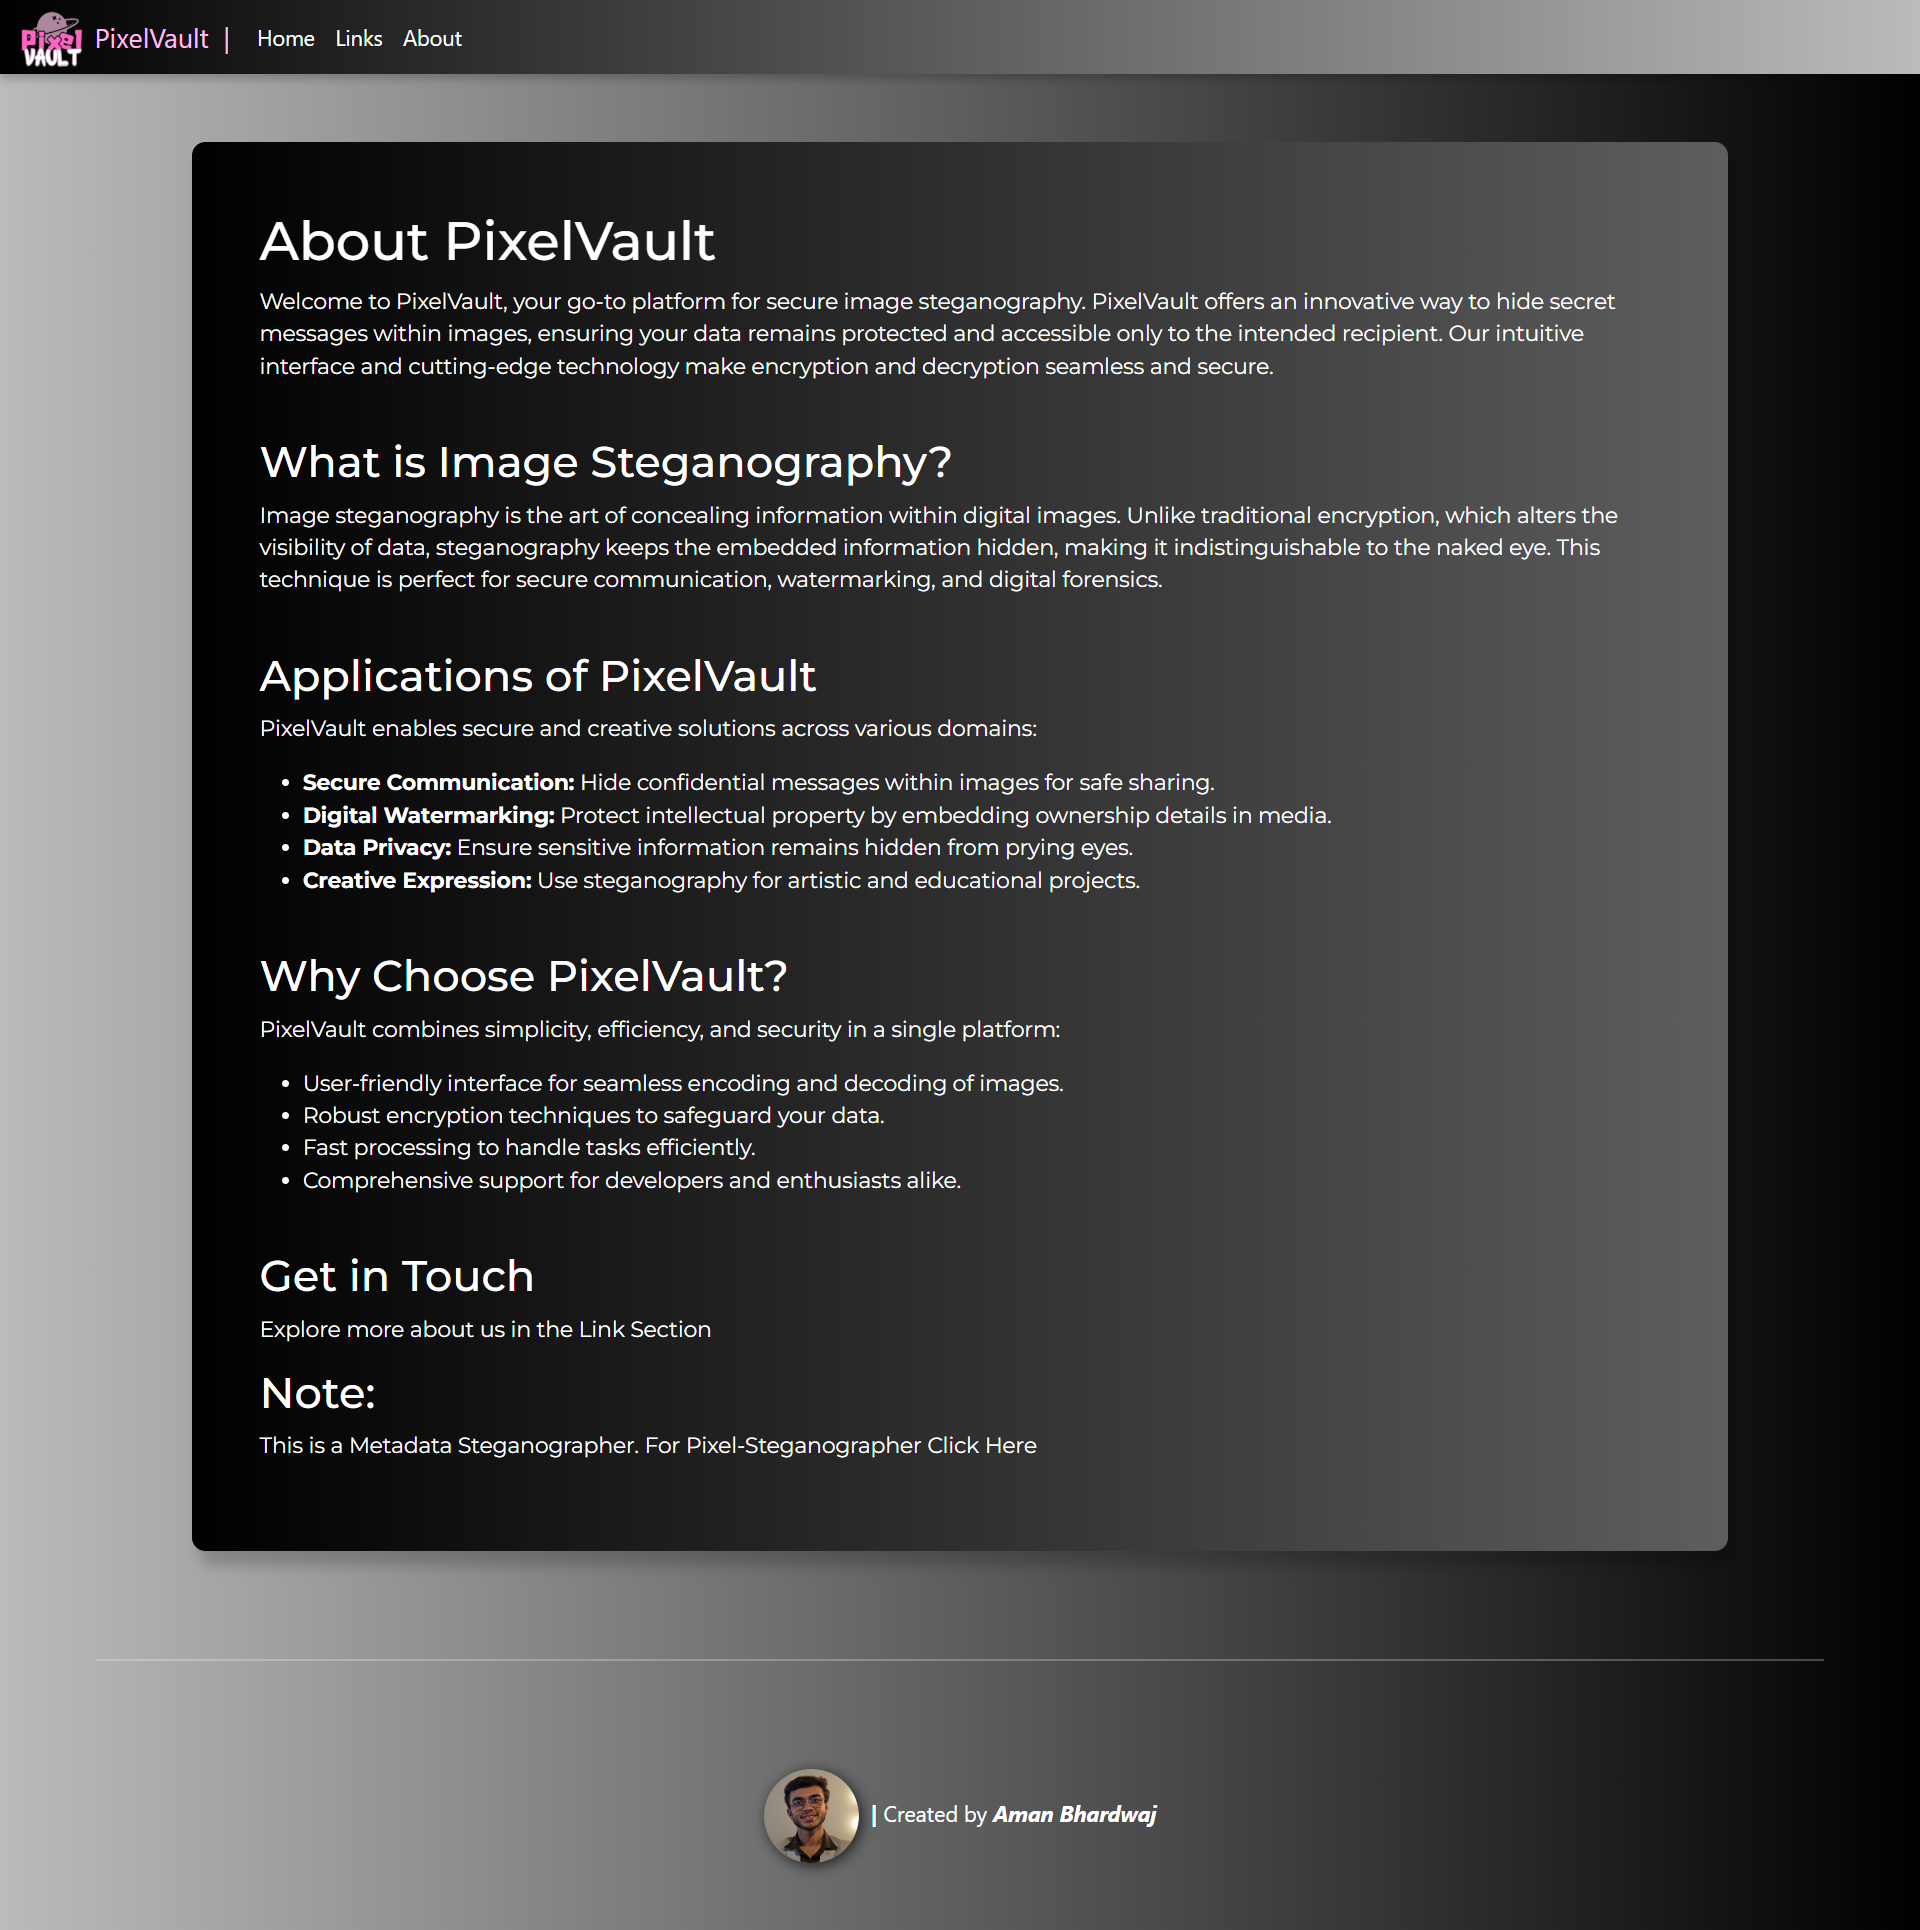 Pixel
VAULT
PixelVault | Home Links About
About PixelVault
Welcome to PixelVault, your go-to platform for secure image steganography. PixelVault offers an innovative way to hide secret
messages within images, ensuring your data remains protected and accessible only to the intended recipient. Our intuitive
interface and cutting-edge technology make encryption and decryption seamless and secure.
What is Image Steganography?
Image steganography is the art of concealing information within digital images. Unlike traditional encryption, which alters the
visibility of data, steganography keeps the embedded information hidden, making it indistinguishable to the naked eye. This
technique is perfect for secure communication, watermarking, and digital forensics.
Applications of PixelVault
PixelVault enables secure and creative solutions across various domains:
• Secure Communication: Hide confidential messages within images for safe sharing.
• Digital Watermarking: Protect intellectual property by embedding ownership details in media.
• Data Privacy: Ensure sensitive information remains hidden from prying eyes.
• Creative Expression: Use steganography for artistic and educational projects.
Why Choose PixelVault?
PixelVault combines simplicity, efficiency, and security in a single platform:
• User-friendly interface for seamless encoding and decoding of images.
• Robust encryption techniques to safeguard your data.
• Fast processing to handle tasks efficiently.
• Comprehensive support for developers and enthusiasts alike.
Get in Touch
Explore more about us in the Link Section
Note:
This is a Metadata Steganographer. For Pixel-Steganographer Click Here
| Created by Aman Bhardwaj